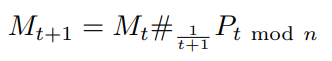 $M_{t+1} = M_t \#_{\frac{1}{t+1}} P_{t \bmod n}$